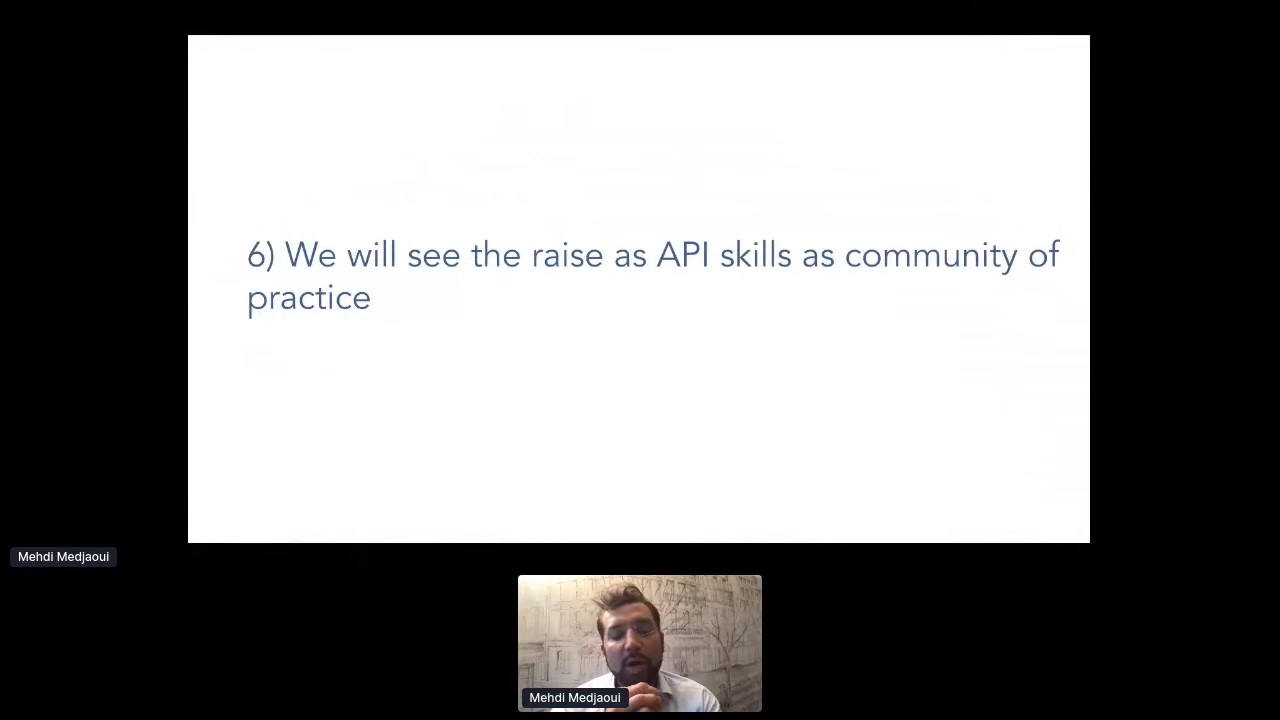 6) We will see the raise as API skills as community of
practice
Mehdi Medjaoui
Mehdi Medjaoui